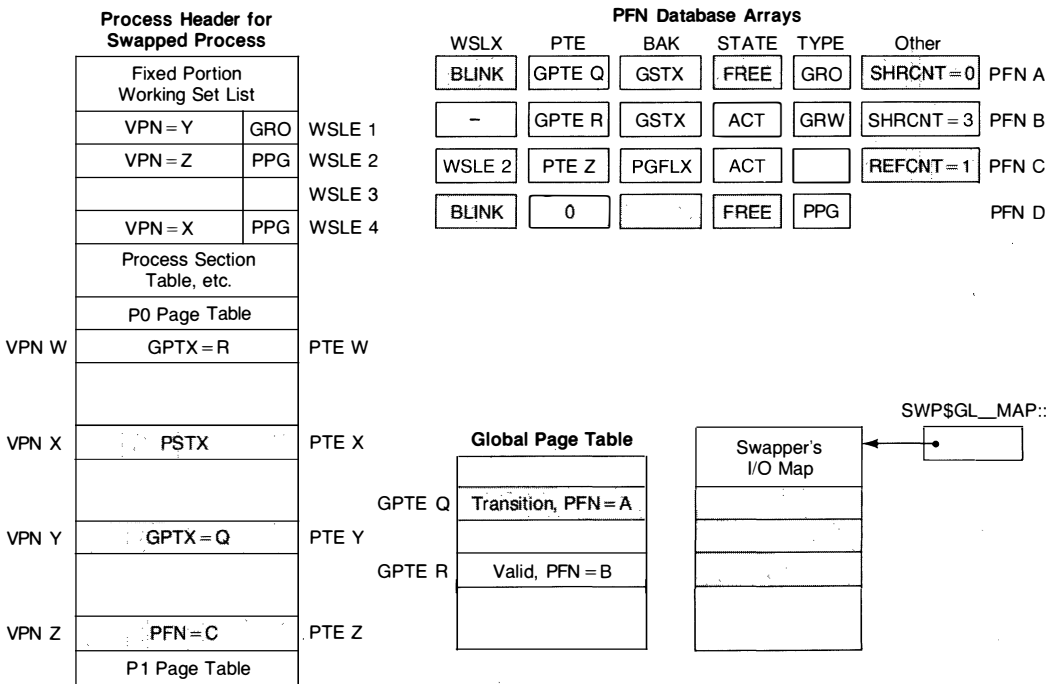 Process Header for
Swapped Process
Fixed Portion
Working Set List
VPN = Y GRO WSLE 1
VPN = Z PPG WSLE 2
WSLE 3
VPN = X PPG WSLE 4
Process Section
Table, etc.
P0 Page Table
VPN W GPTX = R PTE W
VPN X PSTX PTE X
VPN Y GPTX = Q PTE Y
VPN Z PFN = C PTE Z
P1 Page Table
PFN Database Arrays
WSLX PTE BAK STATE TYPE Other
BLINK GPTE Q GSTX FREE GRO SHRCNT = 0 PFN A
– GPTE R GSTX ACT GRW SHRCNT = 3 PFN B
WSLE 2 PTE Z PGFLX ACT REFCNT = 1 PFN C
BLINK 0 FREE PPG PFN D
Global Page Table
GPTE Q Transition, PFN = A
GPTE R Valid, PFN = B
Swapper's
I/O Map
SWP$GL__MAP::